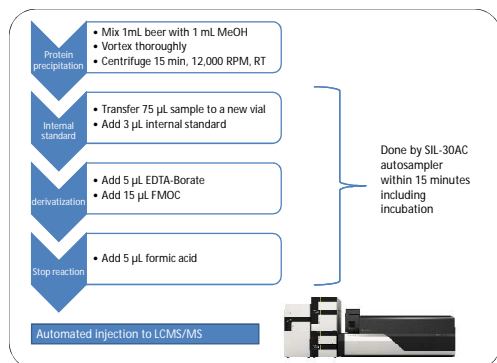 Protein
precipitation
• Mix 1mL beer with 1 mL MeOH
• Vortex thoroughly
• Centrifuge 15 min, 12,000 RPM, RT
Internal
standard
• Transfer 75 µL sample to a new vial
• Add 3 µL internal standard
derivatization
• Add 5 µL EDTA-Borate
• Add 15 µL FMOC
Stop reaction
• Add 5 µL formic acid
Done by SIL-30AC
autosampler
within 15 minutes
including
incubation
Automated injection to LCMS/MS